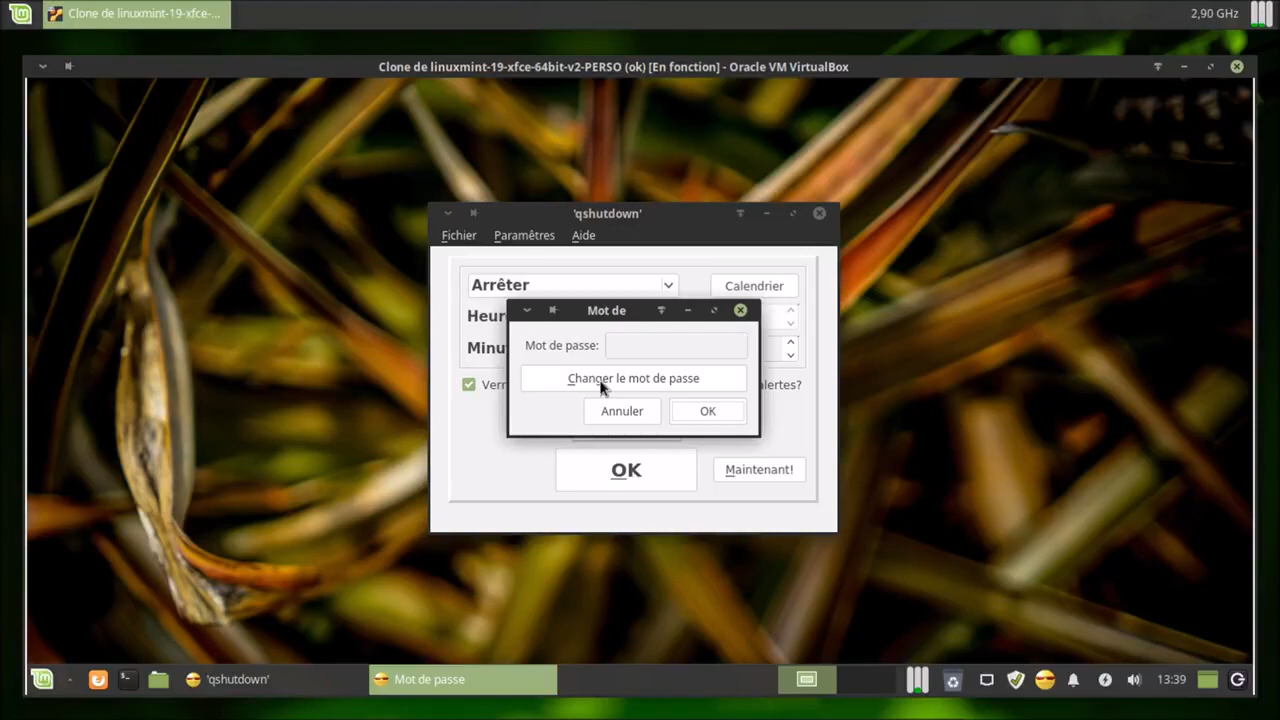 Clone de linuxmint-19-xfce-...
2,90 GHz
Clone de linuxmint-19-xfce-64bit-v2-PERSO (ok) [En fonction] - Oracle VM VirtualBox
'qshutdown'
Fichier Paramètres Aide
Arrêter
Calendrier
Mot de
Heur
Mot de passe:
Minu
Changer le mot de passe
Verr
alertes?
Annuler
OK
OK
Maintenant!
'qshutdown'
Mot de passe
13:39